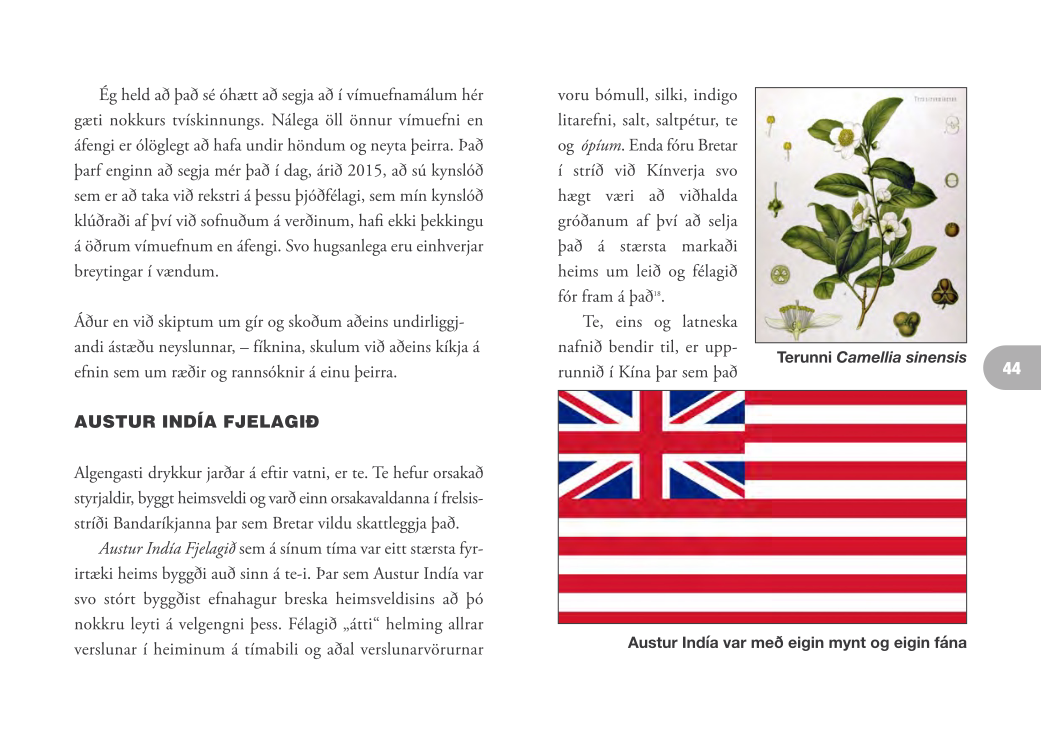 Ég held að það sé óhætt að segja að í vímuefnamálum hér
gæti nokkurs tvískinnungs. Nálega öll önnur vímuefni en
áfengi er ólöglegt að hafa undir höndum og neyta þeirra. Það
þarf enginn að segja mér það í dag, árið 2015, að sú kynslóð
sem er að taka við rekstri á þessu þjóðfélagi, sem mín kynslóð
klúðraði af því við sofnuðum á verðinum, hafi ekki þekkingu
á öðrum vímuefnum en áfengi. Svo hugsanlega eru einhverjar
breytingar í vændum.
Áður en við skiptum um gír og skoðum aðeins undirliggj-
andi ástæðu neyslunnar, – fíknina, skulum við aðeins kíkja á
efnin sem um ræðir og rannsóknir á einu þeirra.
AUSTUR INDÍA FJELAGIÐ
Algengasti drykkur jarðar á eftir vatni, er te. Te hefur orsakað
styrjaldir, byggt heimsveldi og varð einn orsakavaldanna í frelsis-
stríði Bandaríkjanna þar sem Bretar vildu skattleggja það.
Austur Indía Fjelagið sem á sínum tíma var eitt stærsta fyr-
irtæki heims byggði auð sinn á te-i. Þar sem Austur Indía var
svo stórt byggðist efnahagur breska heimsveldisins að þó
nokkru leyti á velgengni þess. Félagið „átti“ helming allrar
verslunar í heiminum á tímabili og aðal verslunarvörurnar
voru bómull, silki, indigo
litarefni, salt, saltpétur, te
og ópíum. Enda fóru Bretar
í stríð við Kínverja svo
hægt væri að viðhalda
gróðanum af því að selja
það á stærsta markaði
heims um leið og félagið
fór fram á það18.
Te, eins og latneska
nafnið bendir til, er upp-
runnið í Kína þar sem það
Terunni Camellia sinensis
44
Austur Indía var með eigin mynt og eigin fána